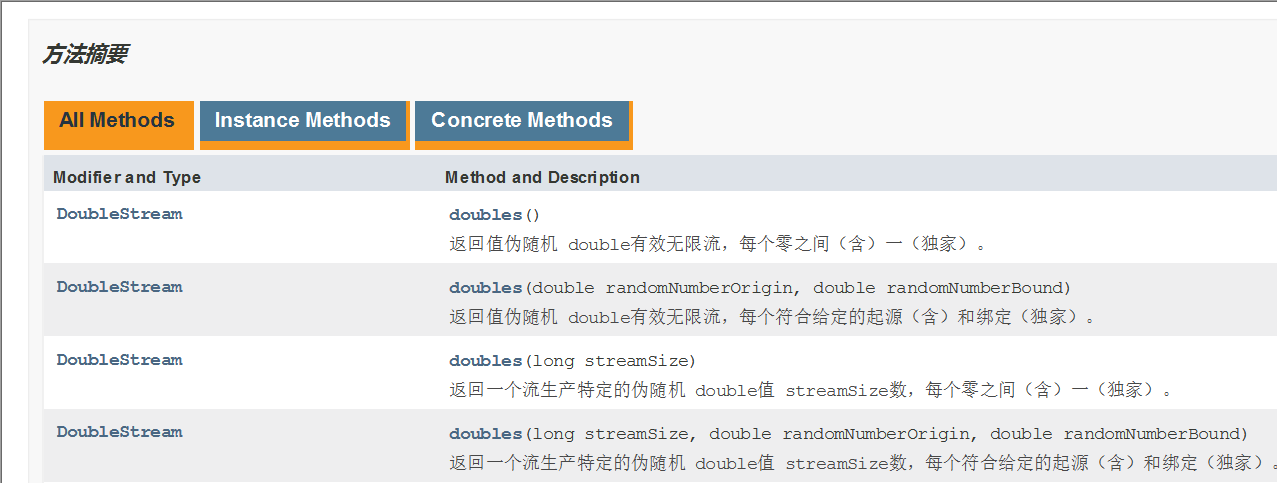 方法摘要
All Methods Instance Methods Concrete Methods
Modifier and Type Method and Description
DoubleStream doubles()
返回值伪随机 double有效无限流，每个零之间（含）一（独家）。
DoubleStream doubles(double randomNumberOrigin, double randomNumberBound)
返回值伪随机 double有效无限流，每个符合给定的起源（含）和绑定（独家）。
DoubleStream doubles(long streamSize)
返回一个流生产特定的伪随机 double值 streamSize数，每个零之间（含）一（独家）。
DoubleStream doubles(long streamSize, double randomNumberOrigin, double randomNumberBound)
返回一个流生产特定的伪随机 double值 streamSize数，每个符合给定的起源（含）和绑定（独家）。